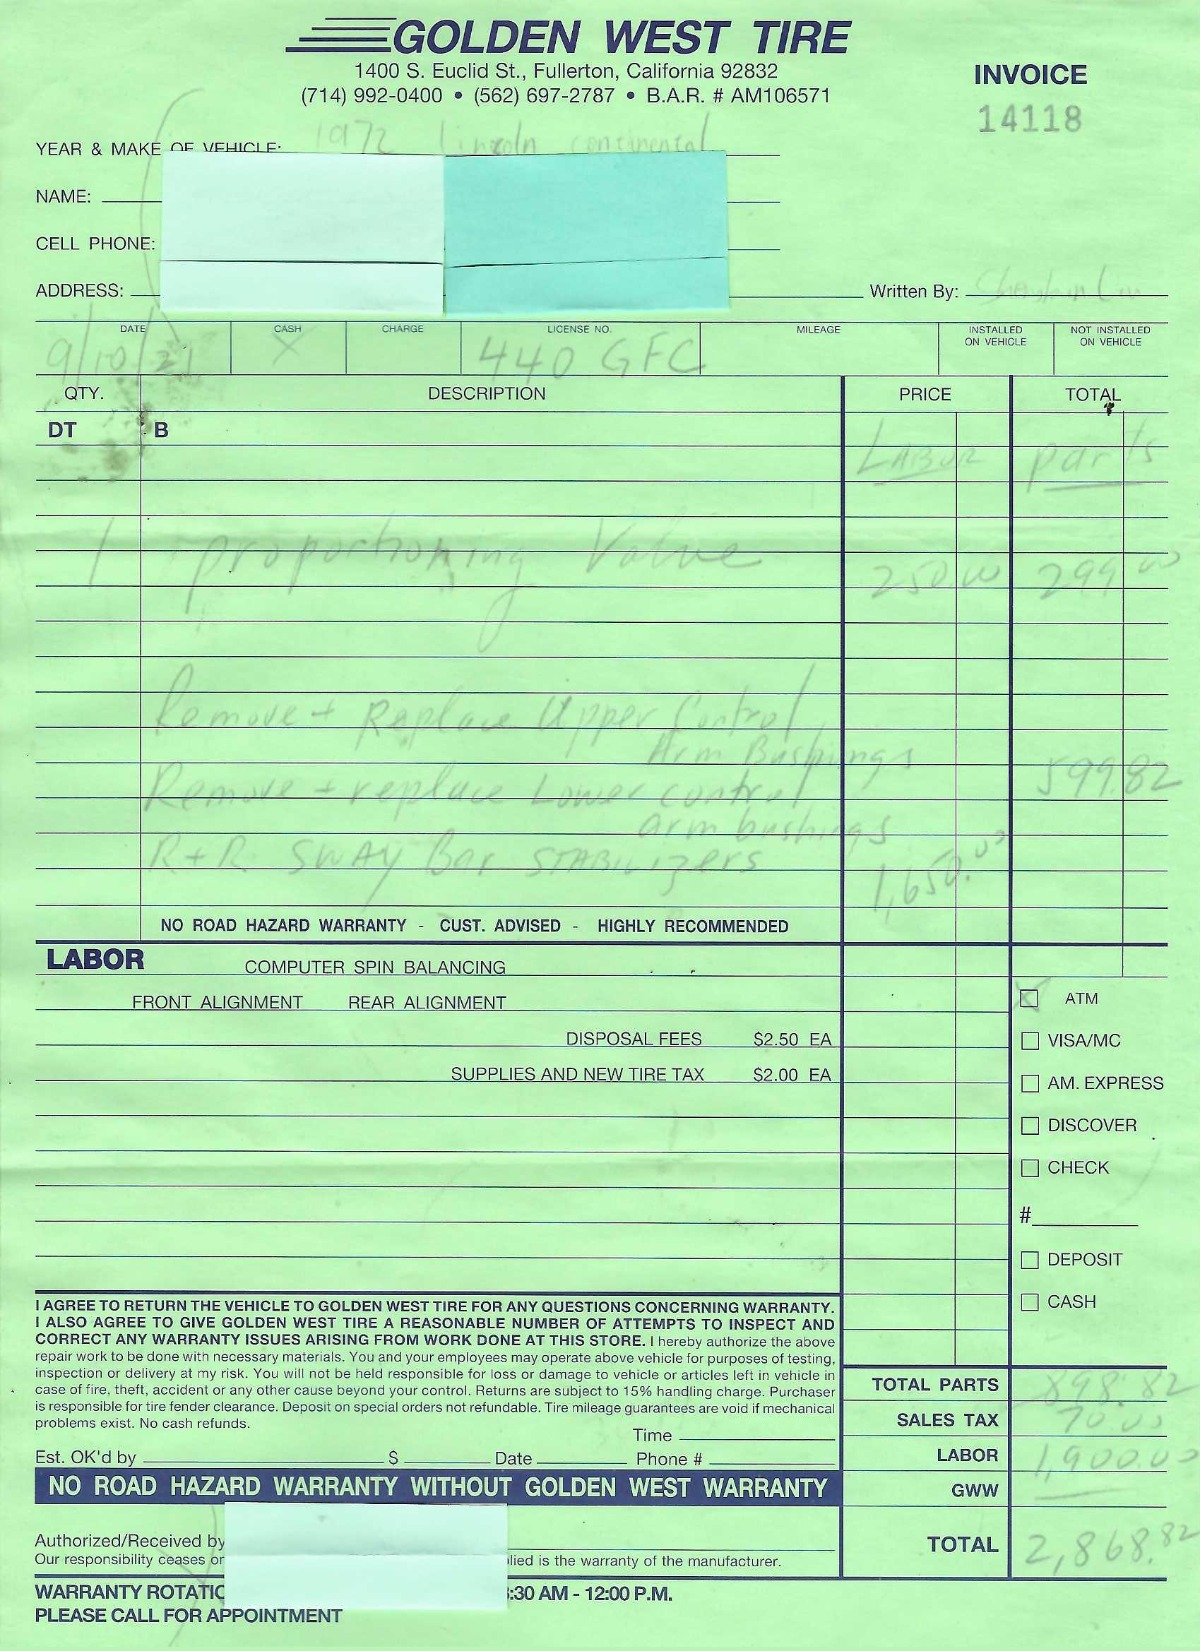 GOLDEN WEST TIRE
1400 S. Euclid St., Fullerton, California 92832
(714) 992-0400 • (562) 697-2787 • B.A.R. # AM106571
INVOICE
14118
YEAR & MAKE OF VEHICLE: 1972 Lincoln continental
NAME:
CELL PHONE:
ADDRESS:
Written By:
DATE CASH CHARGE LICENSE NO. MILEAGE INSTALLED ON VEHICLE NOT INSTALLED ON VEHICLE
9/10/21 X 440 GFC
QTY. DESCRIPTION PRICE TOTAL
DT B
LABOR parts
1 proportioning Valve 250.00 299.00
Remove + Replace Upper Control
Arm Bushings
599.82
Remove + replace Lower control
arm bushings
R+R SWAY Bar STABILIzers 1,650.00
NO ROAD HAZARD WARRANTY - CUST. ADVISED - HIGHLY RECOMMENDED
LABOR COMPUTER SPIN BALANCING
FRONT ALIGNMENT REAR ALIGNMENT
X ATM
DISPOSAL FEES $2.50 EA
VISA/MC
SUPPLIES AND NEW TIRE TAX $2.00 EA
AM. EXPRESS
DISCOVER
CHECK
#
DEPOSIT
CASH
I AGREE TO RETURN THE VEHICLE TO GOLDEN WEST TIRE FOR ANY QUESTIONS CONCERNING WARRANTY.
I ALSO AGREE TO GIVE GOLDEN WEST TIRE A REASONABLE NUMBER OF ATTEMPTS TO INSPECT AND
CORRECT ANY WARRANTY ISSUES ARISING FROM WORK DONE AT THIS STORE. I hereby authorize the above
repair work to be done with necessary materials. You and your employees may operate above vehicle for purposes of testing,
inspection or delivery at my risk. You will not be held responsible for loss or damage to vehicle or articles left in vehicle in
case of fire, theft, accident or any other cause beyond your control. Returns are subject to 15% handling charge. Purchaser
is responsible for tire fender clearance. Deposit on special orders not refundable. Tire mileage guarantees are void if mechanical
problems exist. No cash refunds.
Time
Est. OK'd by $ Date Phone #
NO ROAD HAZARD WARRANTY WITHOUT GOLDEN WEST WARRANTY
TOTAL PARTS 898.82
SALES TAX 70.00
LABOR 1,900.00
GWW
TOTAL 2,868.82
Authorized/Received by
Our responsibility ceases lied is the warranty of the manufacturer.
WARRANTY :30 AM - 12:00 P.M.
PLEASE CALL FOR APPOINTMENT